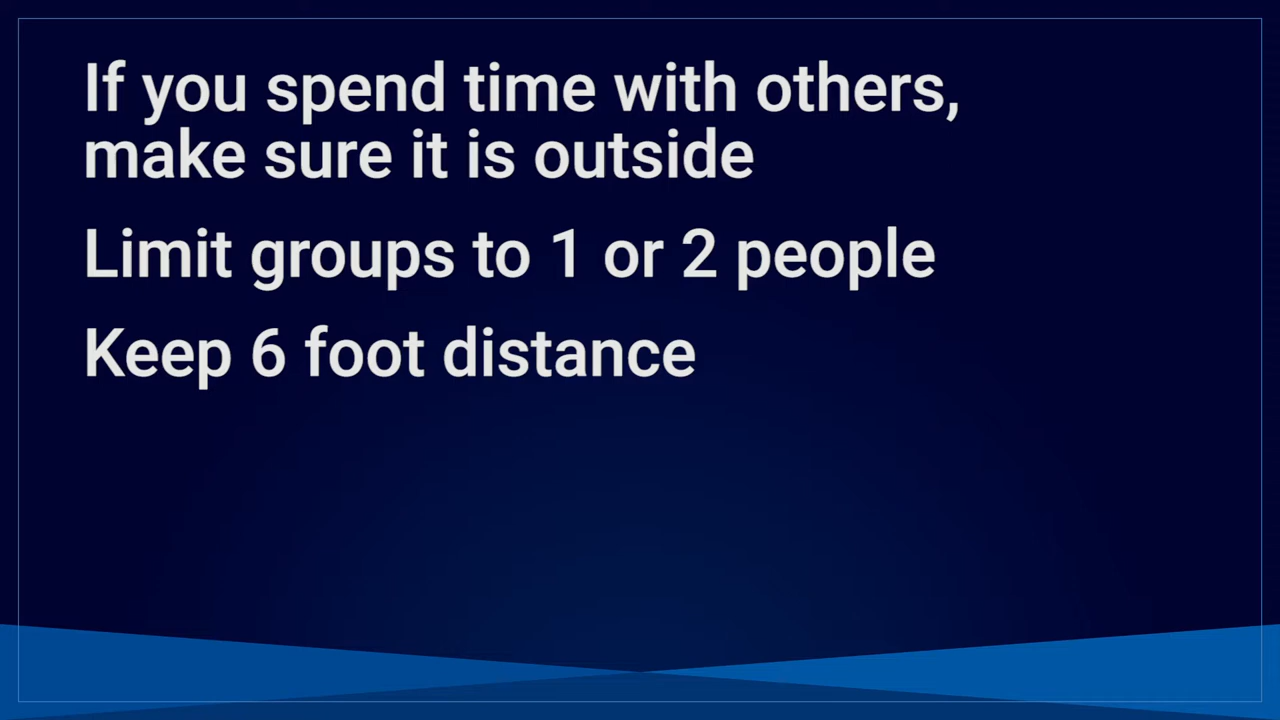 If you spend time with others,
make sure it is outside
Limit groups to 1 or 2 people
Keep 6 foot distance